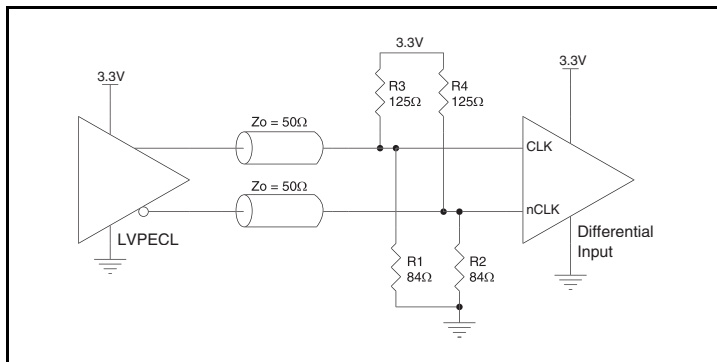 3.3V
3.3V
3.3V
R3
125Ω
R4
125Ω
Zo = 50Ω
CLK
Zo = 50Ω
nCLK
LVPECL
Differential
Input
R1
84Ω
R2
84Ω